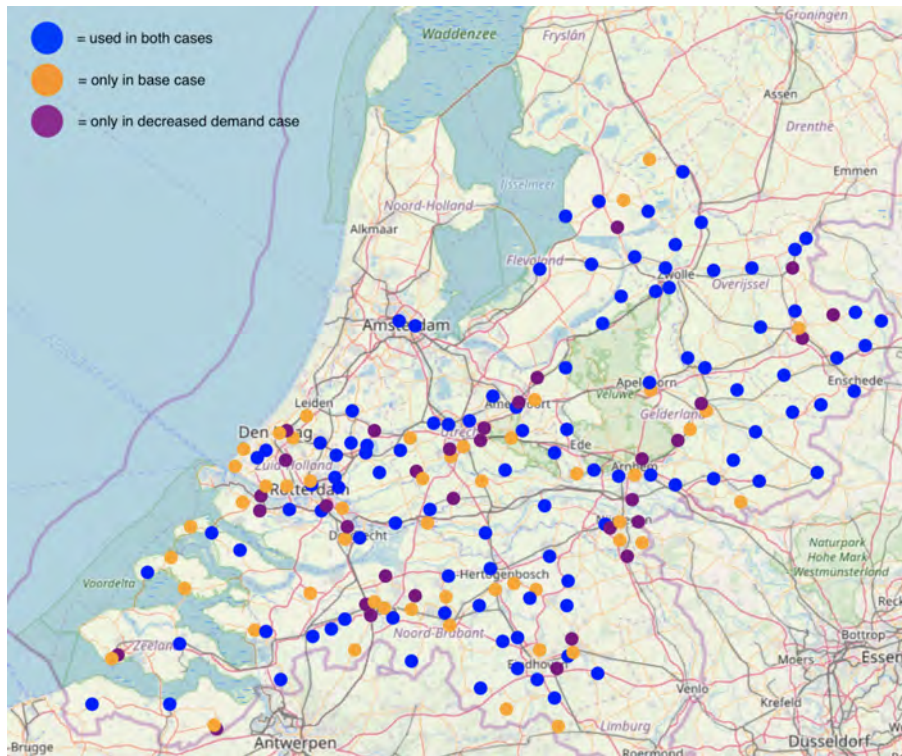 Groningen
Waddenzee
Fryslân
= used in both cases
= only in base case
Assen
= only in decreased demand case
Drenthe
Emmen
IJsselmeer
Noord-Holland
Alkmaar
Flevoland
Zwolle
Overijssel
Amsterdam
Enschede
Apeldoorn
Veluwe
Leiden
Amersfoort
Gelderland
Den Haag
Utrecht
Ede
Zuid-Holland
Arnhem
Rotterdam
Dordrecht
Naturpark
Hohe Mark
Westmünsterland
Voordelta
-Hertogenbosch
Reck
Noord-Brabant
Bottrop
Zeeland
Essen
Eindhoven
Moers
Venlo
Krefeld
Limburg
-Brugge
Antwerpen
Düsseldorf
Roermond